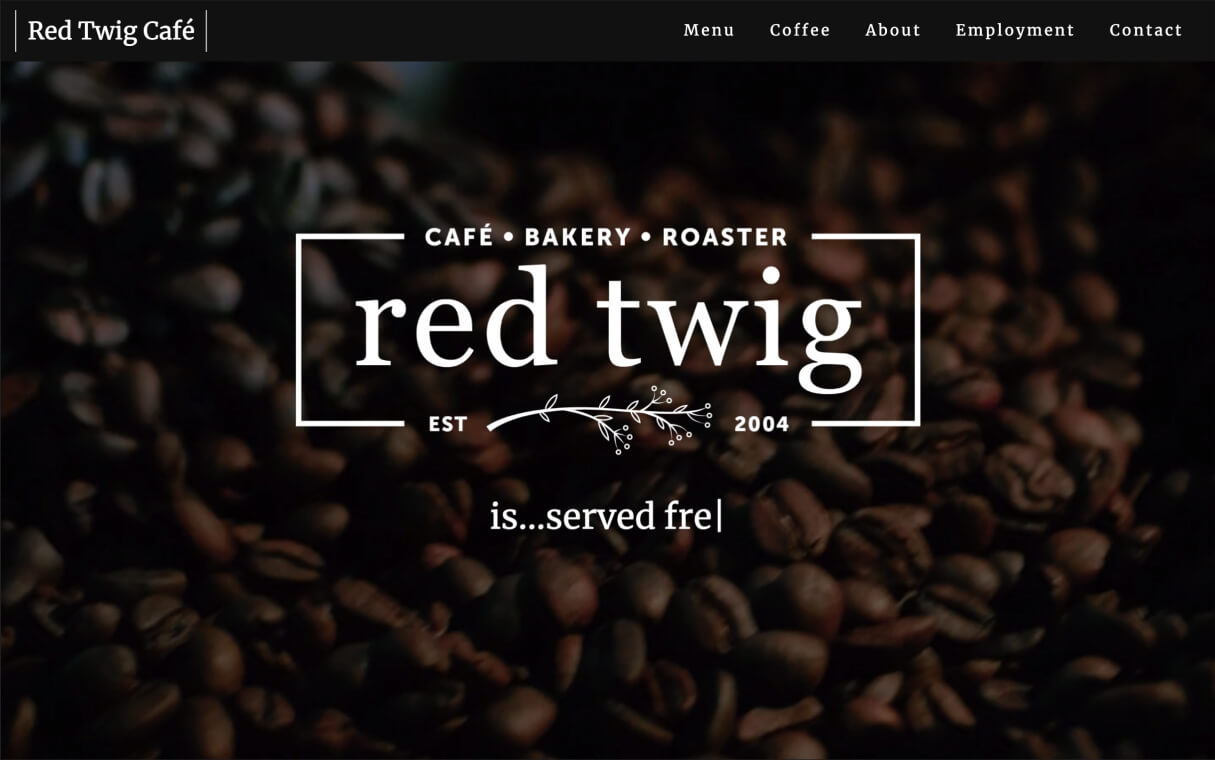 Red Twig Café
Menu Coffee About Employment Contact
CAFÉ • BAKERY • ROASTER
red twig
EST 2004
is...served fre|